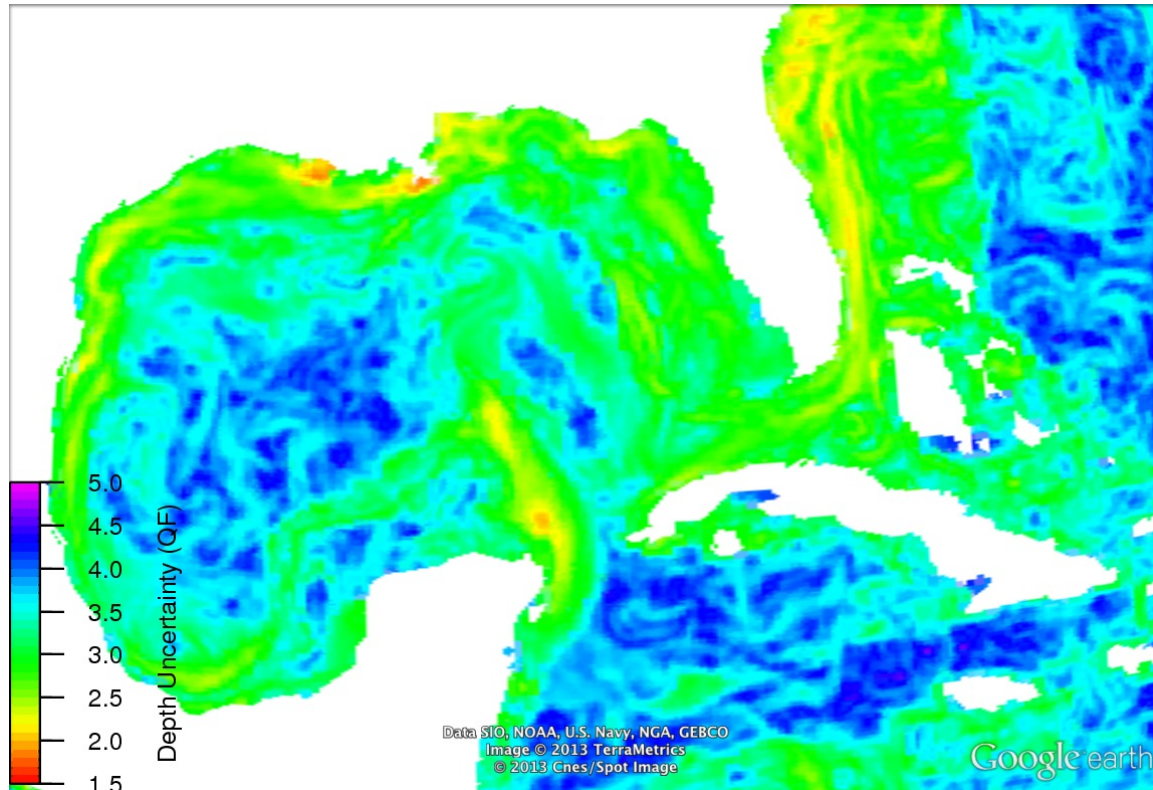 5.0
4.5
4.0
3.5
3.0
2.5
2.0
1.5
Depth Uncertainty (QF)
Data SIO, NOAA, U.S. Navy, NGA, GEBCO
Image © 2013 TerraMetrics
© 2013 Cnes/Spot Image
Google earth